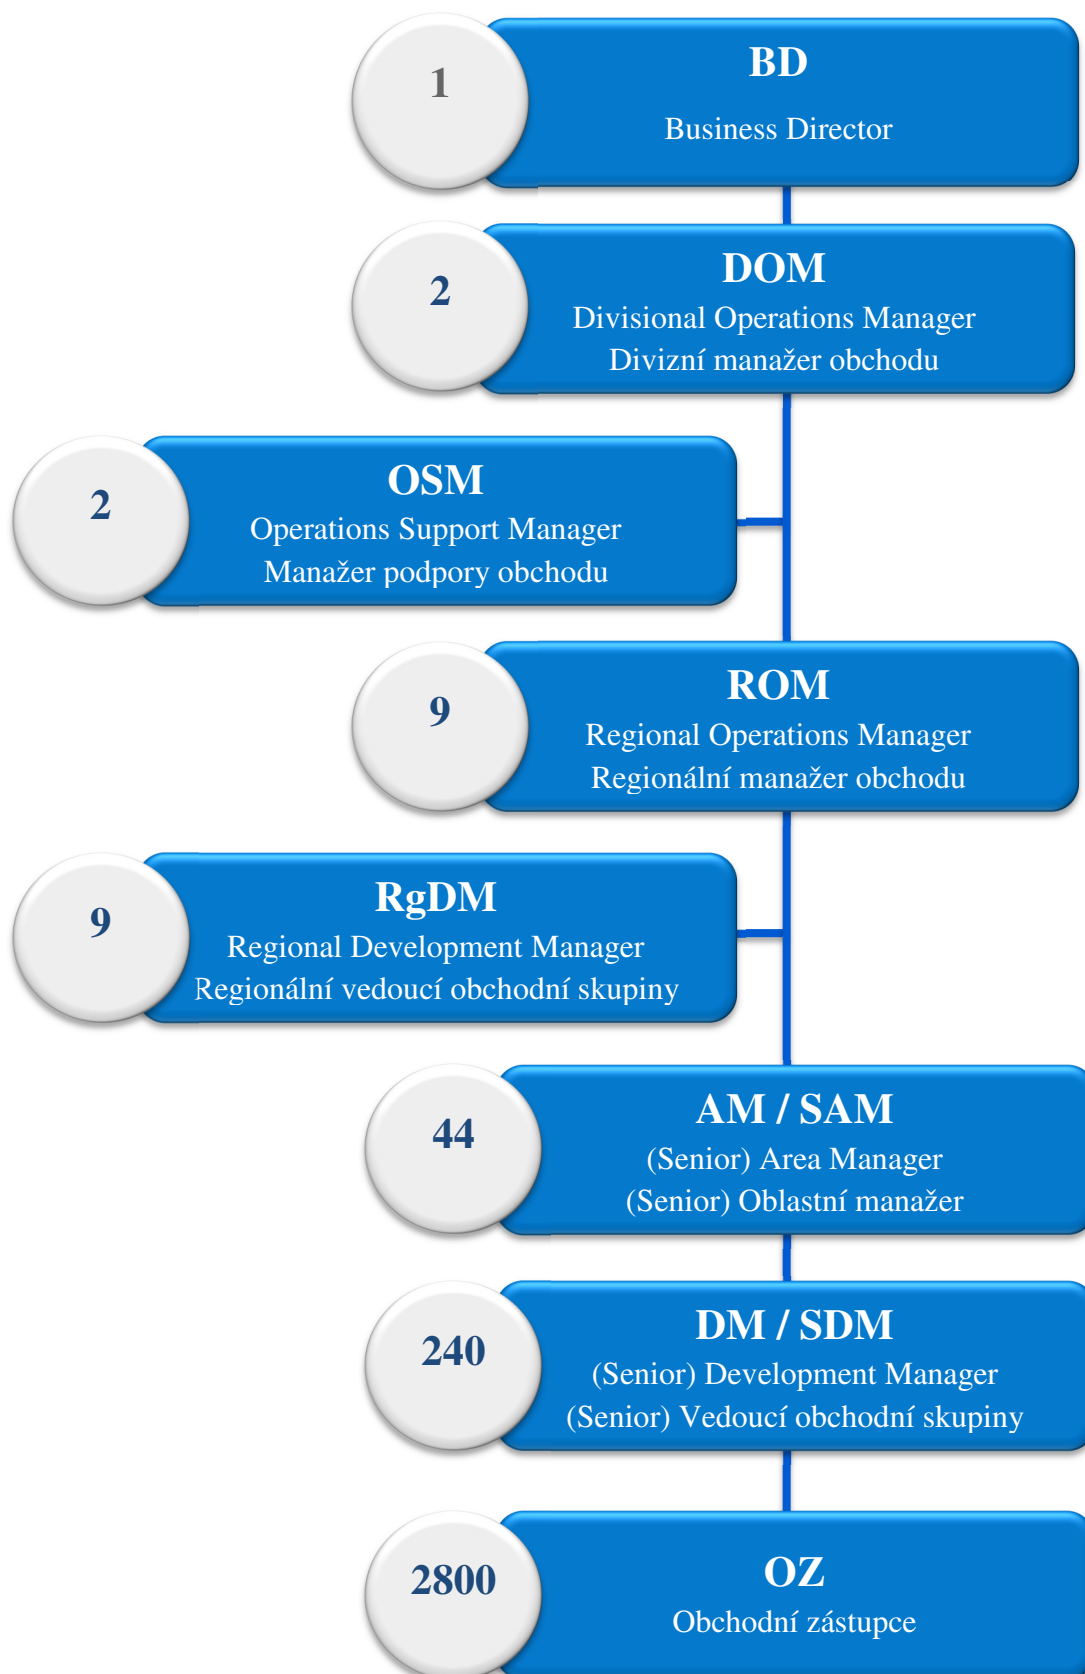 1
BD
Business Director
2
DOM
Divisional Operations Manager
Divizní manažer obchodu
2
OSM
Operations Support Manager
Manažer podpory obchodu
9
ROM
Regional Operations Manager
Regionální manažer obchodu
9
RgDM
Regional Development Manager
Regionální vedoucí obchodní skupiny
44
AM / SAM
(Senior) Area Manager
(Senior) Oblastní manažer
240
DM / SDM
(Senior) Development Manager
(Senior) Vedoucí obchodní skupiny
2800
OZ
Obchodní zástupce